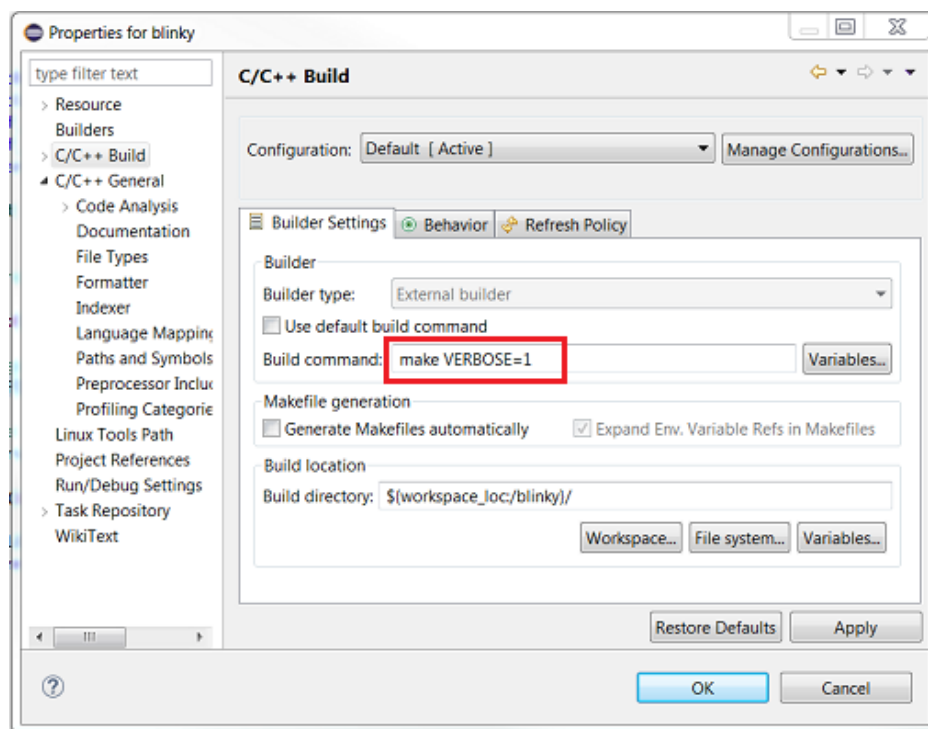 Properties for blinky
type filter text
Resource
Builders
C/C++ Build
C/C++ General
Code Analysis
Documentation
File Types
Formatter
Indexer
Language Mapping
Paths and Symbols
Preprocessor Includ
Profiling Categorie
Linux Tools Path
Project References
Run/Debug Settings
Task Repository
WikiText
C/C++ Build
Configuration: Default [ Active ] Manage Configurations...
Builder Settings Behavior Refresh Policy
Builder
Builder type: External builder
Use default build command
Build command: make VERBOSE=1 Variables...
Makefile generation
Generate Makefiles automatically Expand Env. Variable Refs in Makefiles
Build location
Build directory: ${workspace_loc:/blinky}/
Workspace... File system... Variables...
Restore Defaults Apply
OK Cancel